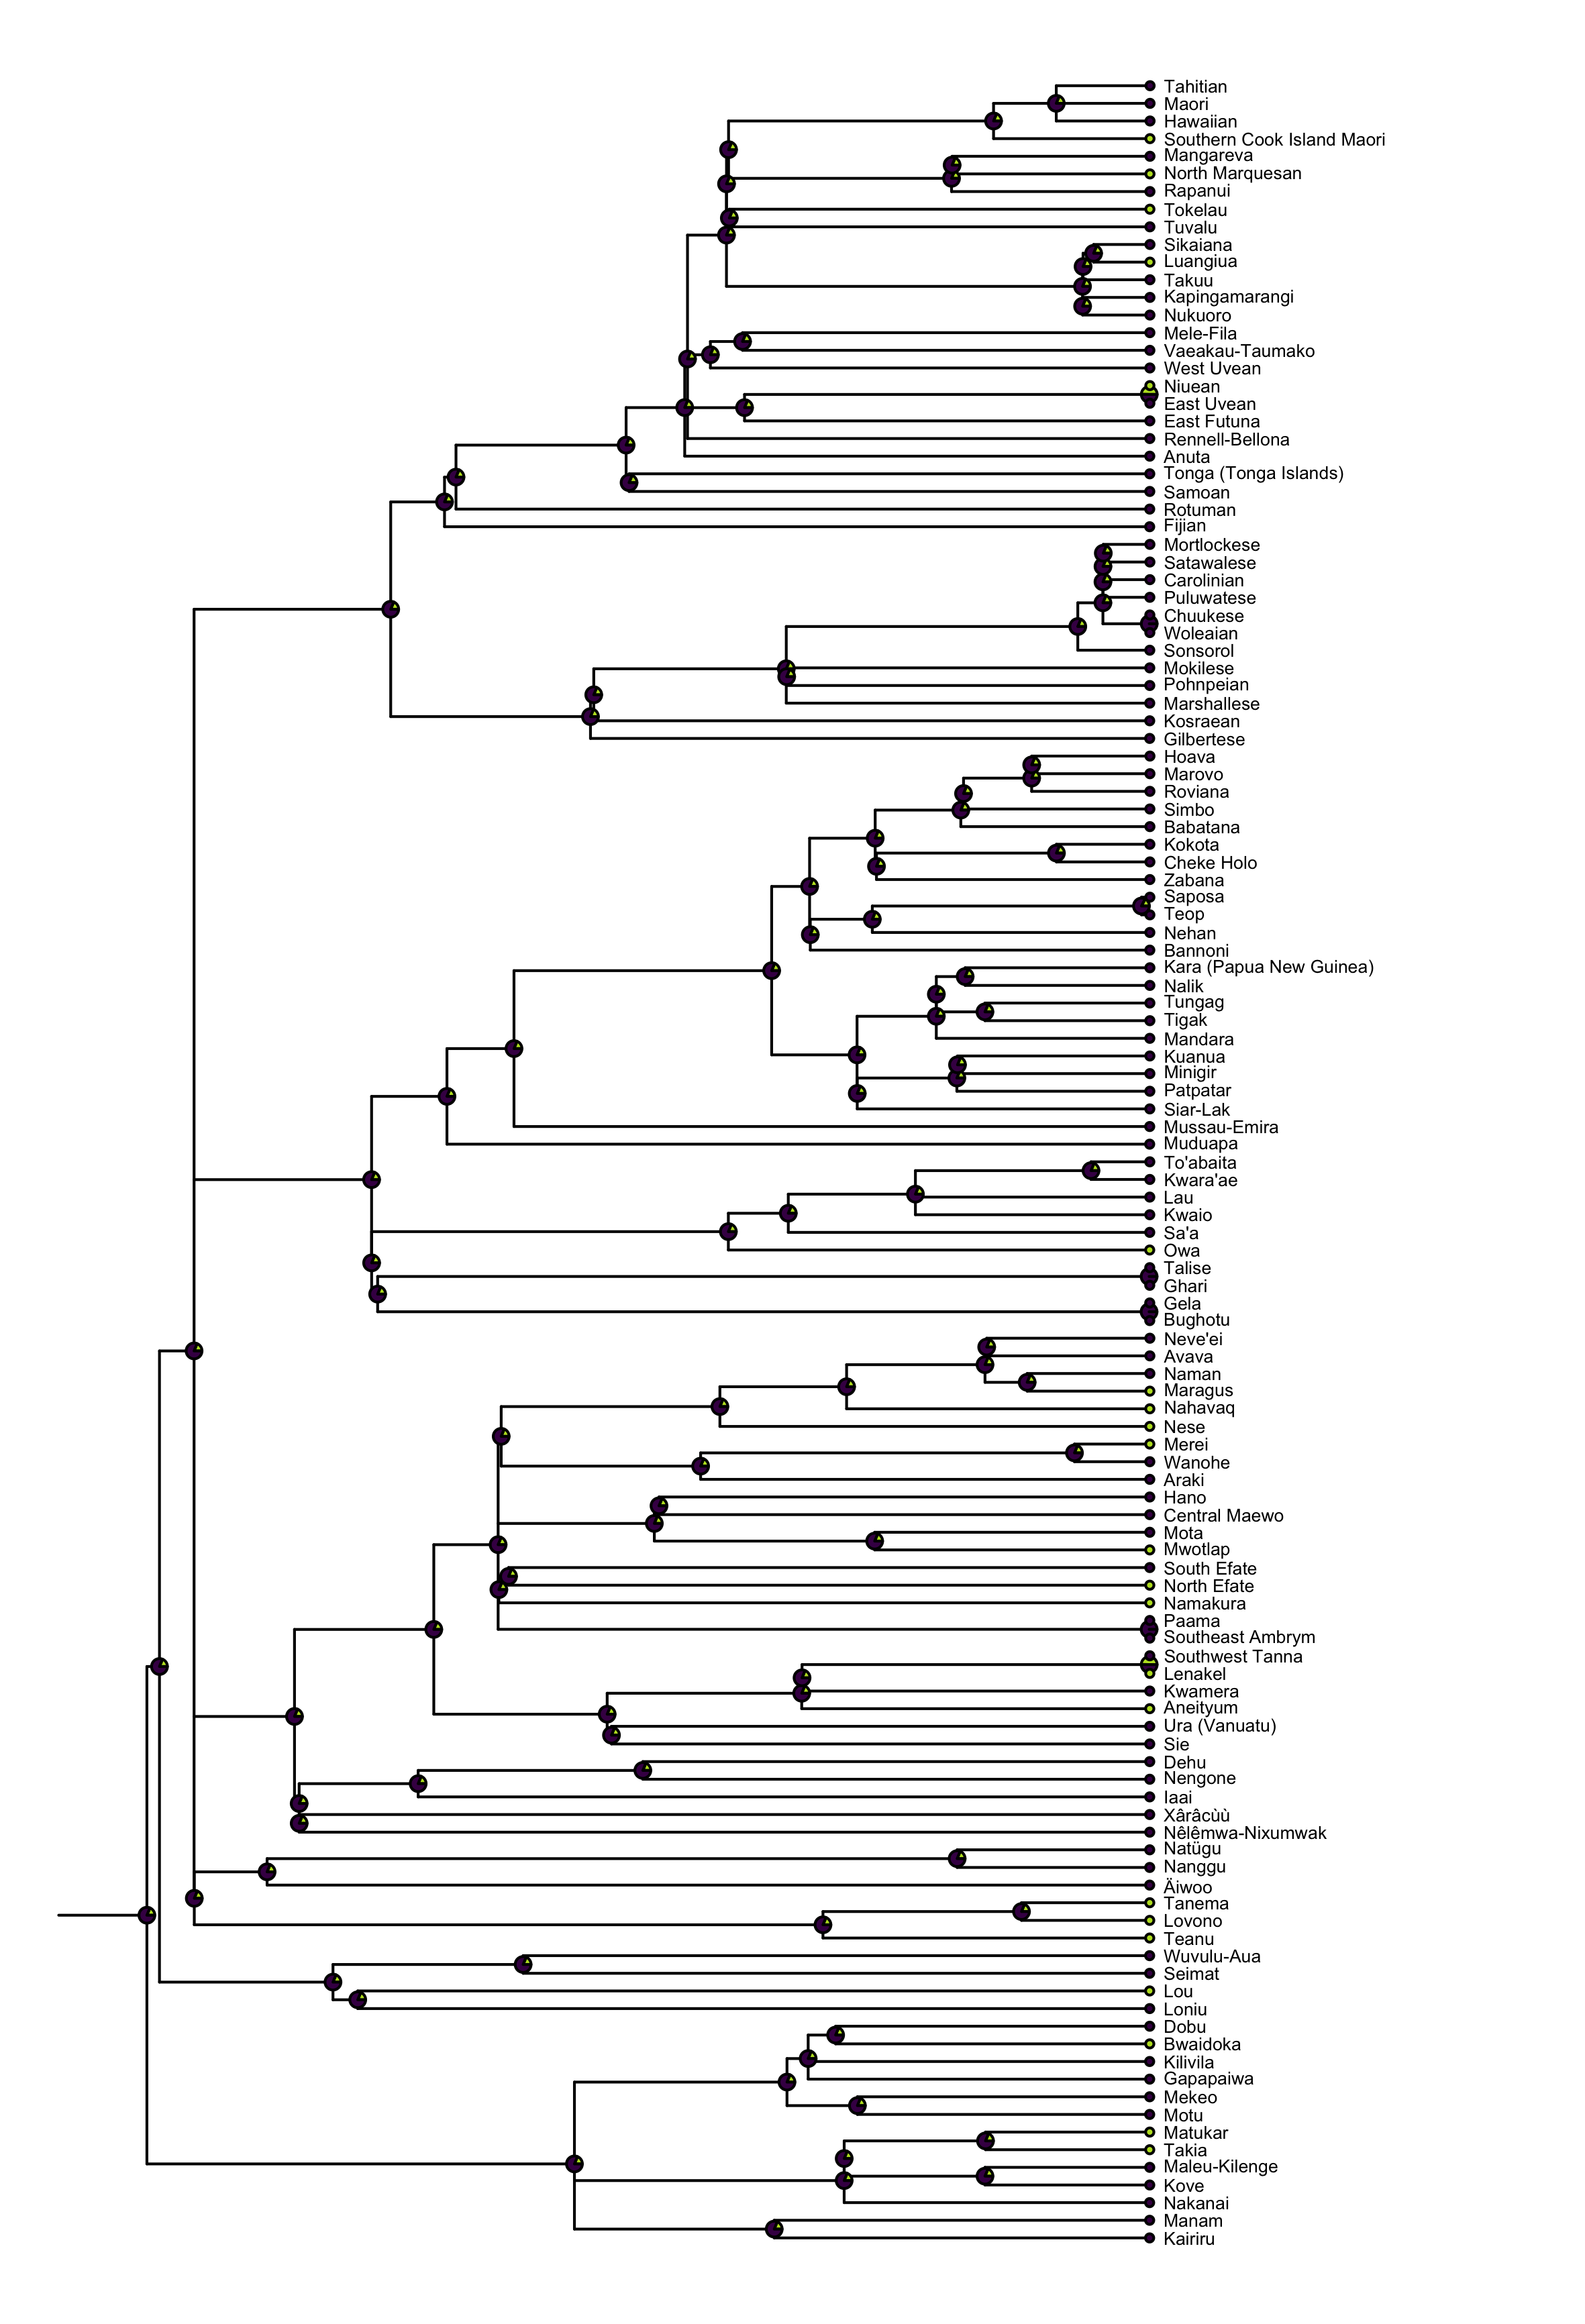 Tahitian
Maori
Hawaiian
Southern Cook Island Maori
Mangareva
North Marquesan
Rapanui
Tokelau
Tuvalu
Sikaiana
Luangiua
Takuu
Kapingamarangi
Nukuoro
Mele-Fila
Vaeakau-Taumako
West Uvean
Niuean
East Uvean
East Futuna
Rennell-Bellona
Anuta
Tonga (Tonga Islands)
Samoan
Rotuman
Fijian
Mortlockese
Satawalese
Carolinian
Puluwatese
Chuukese
Woleaian
Sonsorol
Mokilese
Pohnpeian
Marshallese
Kosraean
Gilbertese
Hoava
Marovo
Roviana
Simbo
Babatana
Kokota
Cheke Holo
Zabana
Saposa
Teop
Nehan
Bannoni
Kara (Papua New Guinea)
Nalik
Tungag
Tigak
Mandara
Kuanua
Minigir
Patpatar
Siar-Lak
Mussau-Emira
Muduapa
To'abaita
Kwara'ae
Lau
Kwaio
Sa'a
Owa
Talise
Ghari
Gela
Bughotu
Neve'ei
Avava
Naman
Maragus
Nahavaq
Nese
Merei
Wanohe
Araki
Hano
Central Maewo
Mota
Mwotlap
South Efate
North Efate
Namakura
Paama
Southeast Ambrym
Southwest Tanna
Lenakel
Kwamera
Aneityum
Ura (Vanuatu)
Sie
Dehu
Nengone
Iaai
Xârâcùù
Nêlêmwa-Nixumwak
Natügu
Nanggu
Äiwoo
Tanema
Lovono
Teanu
Wuvulu-Aua
Seimat
Lou
Loniu
Dobu
Bwaidoka
Kilivila
Gapapaiwa
Mekeo
Motu
Matukar
Takia
Maleu-Kilenge
Kove
Nakanai
Manam
Kairiru